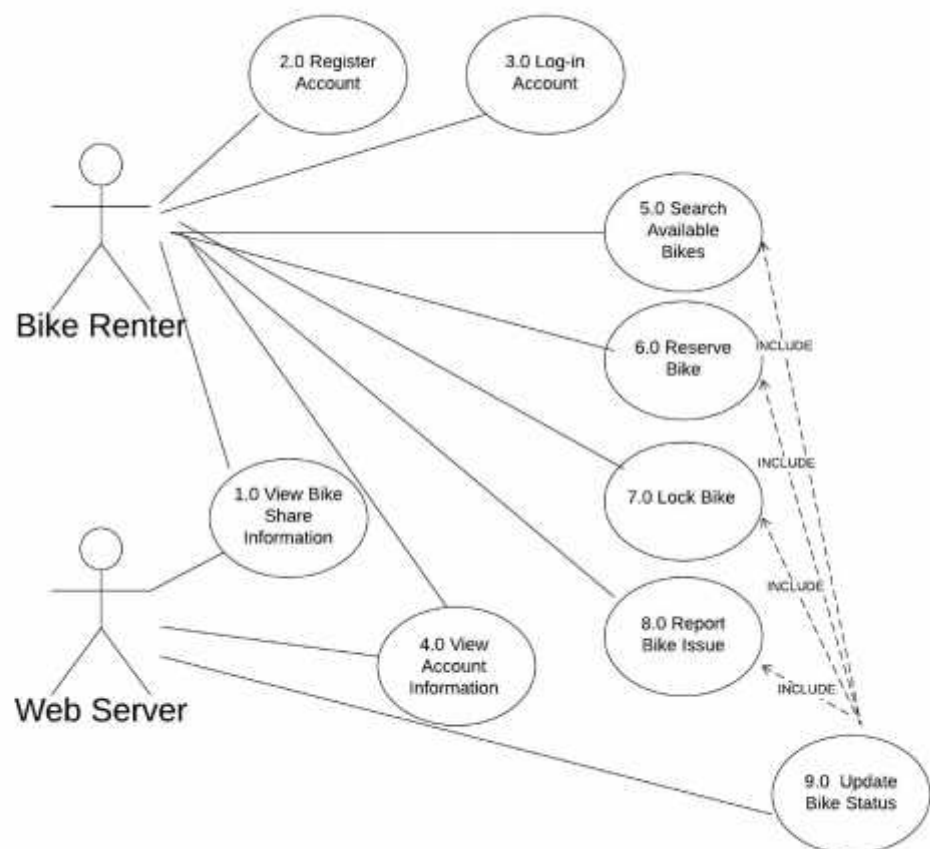 2.0 Register
Account
3.0 Log-in
Account
5.0 Search
Available
Bikes
Bike Renter
6.0 Reserve
Bike
INCLUDE
INCLUDE
1.0 View Bike
Share
Information
7.0 Lock Bike
INCLUDE
8.0 Report
Bike Issue
4.0 View
Account
Information
INCLUDE
Web Server
9.0 Update
Bike Status